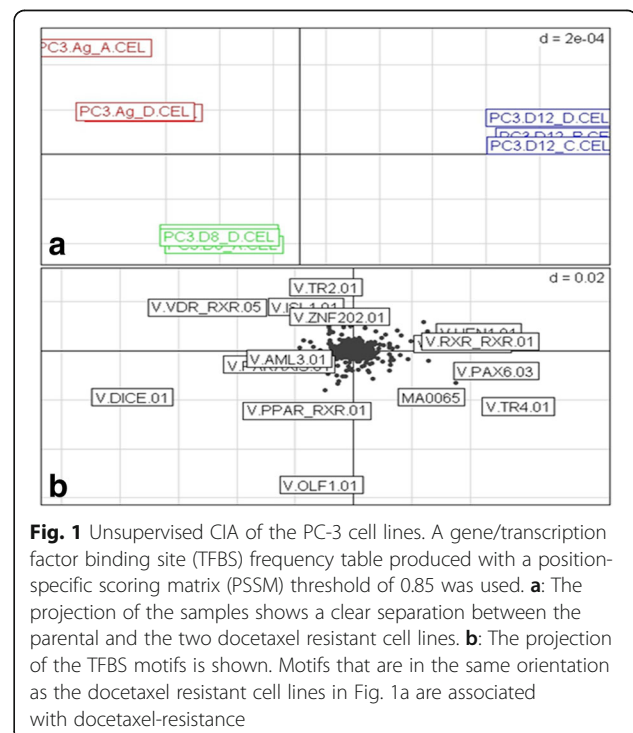 PC3.Ag_A.CEL
d = 2e-04
PC3.Ag_D.CEL
PC3.D12_D.CEL
PC3.D12_C.CEL
PC3.D8_D.CEL
a
d = 0.02
V.TR2.01
V.VDR_RXR.05
V.ZNF202.01
V.RXR_RXR.01
V.AML3.01
V.PAX6.03
V.DICE.01
MA0065
V.PPAR_RXR.01
V.TR4.01
V.OLF1.01
b
Fig. 1 Unsupervised CIA of the PC-3 cell lines. A gene/transcription
factor binding site (TFBS) frequency table produced with a position-
specific scoring matrix (PSSM) threshold of 0.85 was used. a: The
projection of the samples shows a clear separation between the
parental and the two docetaxel resistant cell lines. b: The projection
of the TFBS motifs is shown. Motifs that are in the same orientation
as the docetaxel resistant cell lines in Fig. 1a are associated
with docetaxel-resistance